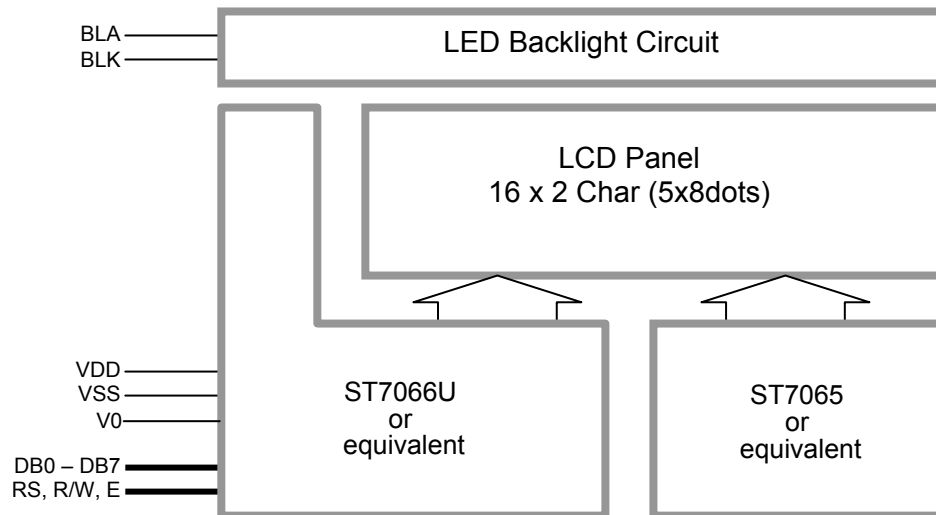 BLA
BLK
LED Backlight Circuit
LCD Panel
16 x 2 Char (5x8dots)
VDD
VSS
V0
DB0 – DB7
RS, R/W, E
ST7066U
or
equivalent
ST7065
or
equivalent